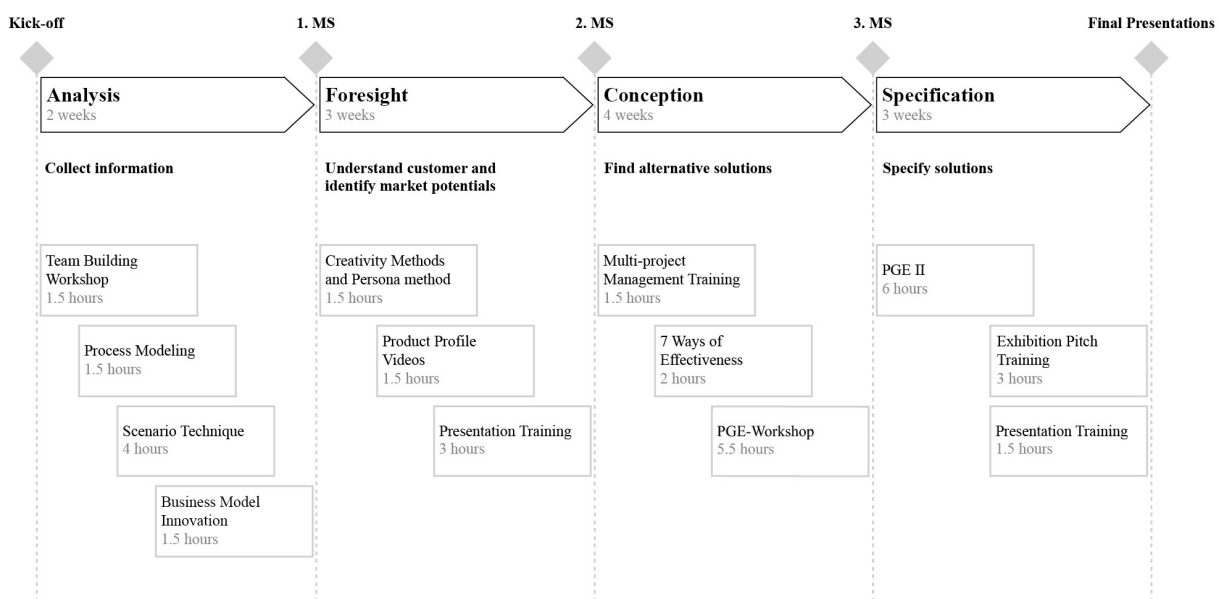 Kick-off
1. MS
2. MS
3. MS
Final Presentations
Analysis
2 weeks
Foresight
3 weeks
Conception
4 weeks
Specification
3 weeks
Collect information
Understand customer and
identify market potentials
Find alternative solutions
Specify solutions
Team Building
Workshop
1.5 hours
Process Modeling
1.5 hours
Scenario Technique
4 hours
Business Model
Innovation
1.5 hours
Creativity Methods
and Persona method
1.5 hours
Product Profile
Videos
1.5 hours
Presentation Training
3 hours
Multi-project
Management Training
1.5 hours
7 Ways of
Effectiveness
2 hours
PGE-Workshop
5.5 hours
PGE II
6 hours
Exhibition Pitch
Training
3 hours
Presentation Training
1.5 hours